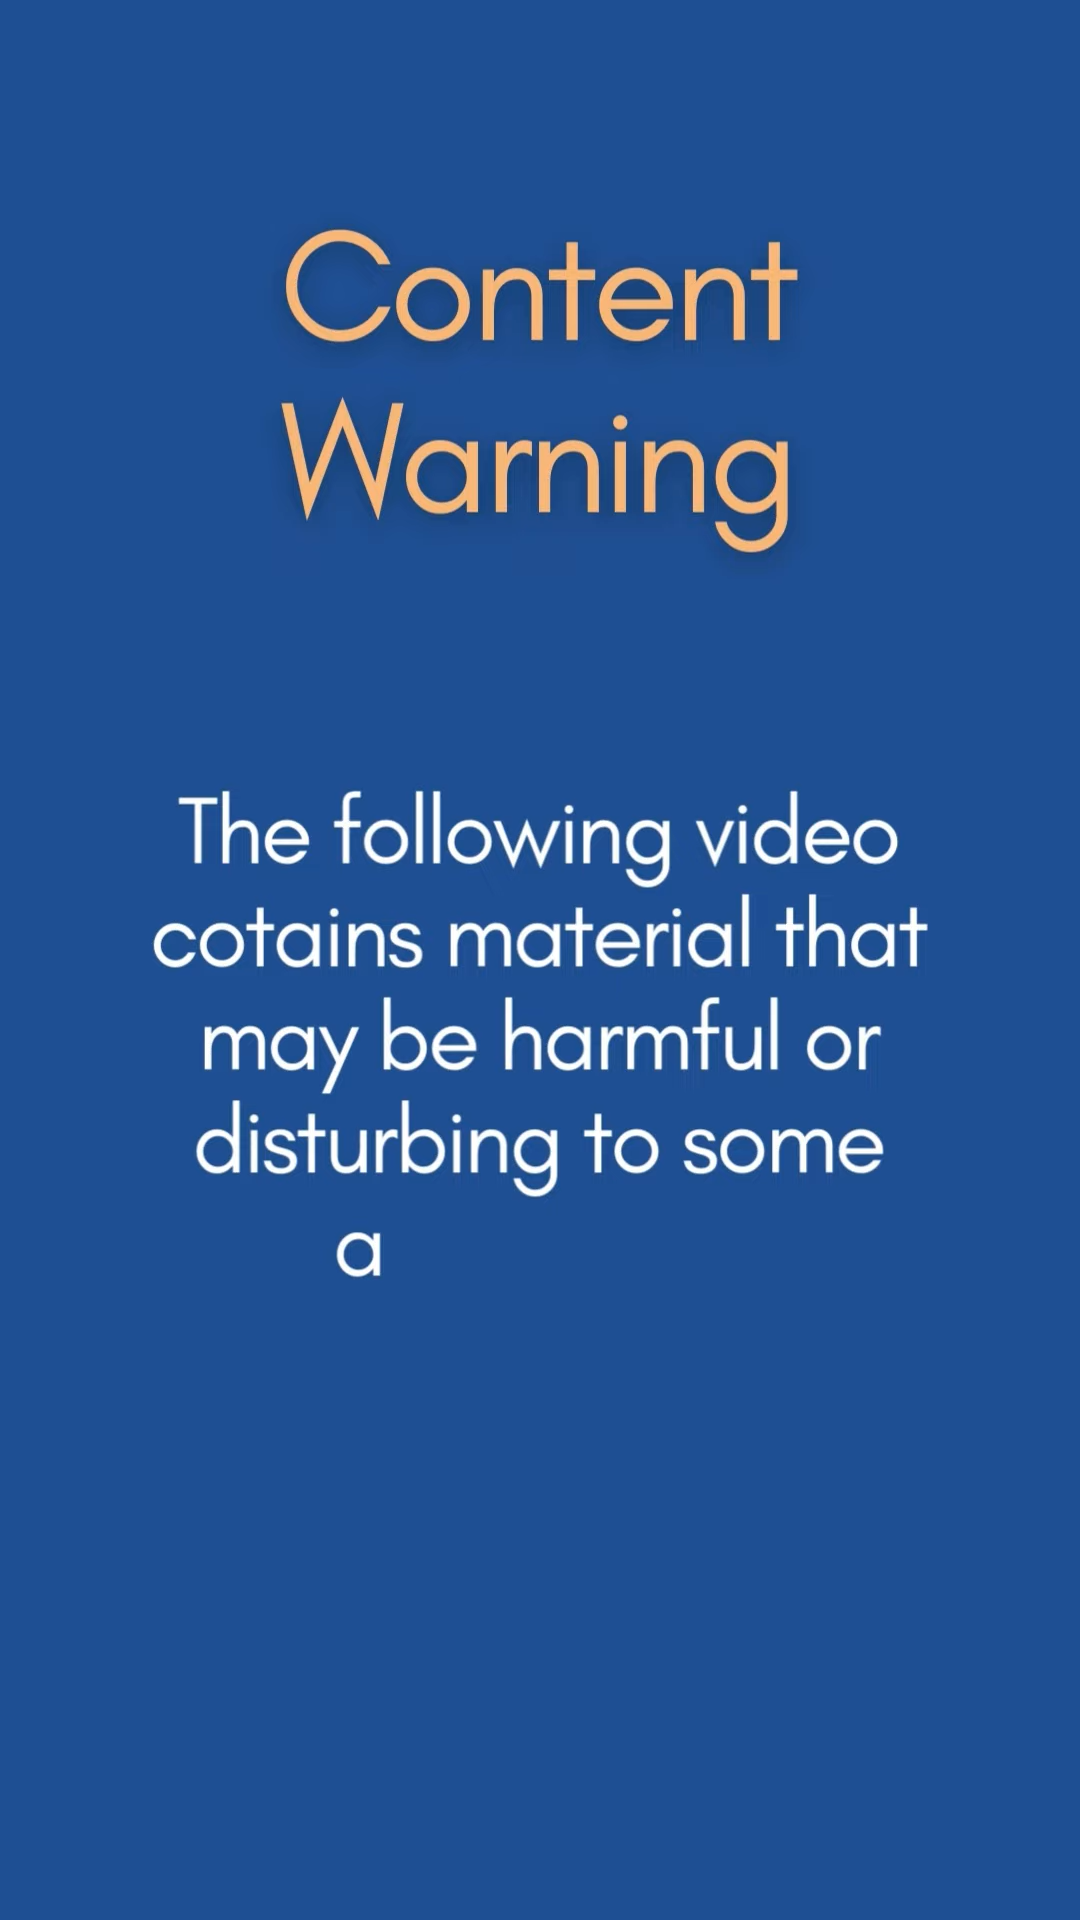 Content
Warning
The following video
cotains material that
may be harmful or
disturbing to some
a